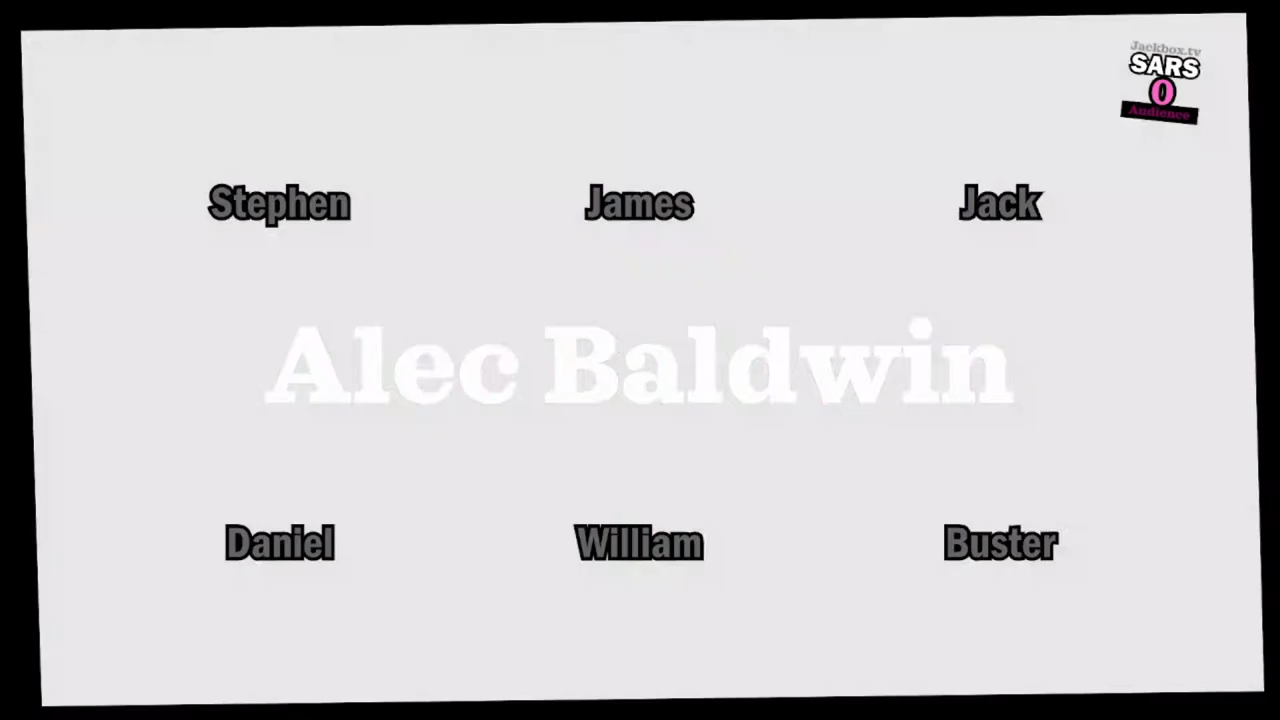 Jackbox.tv
SARS
0
Audience
Stephen
James
Jack
Alec Baldwin
Daniel
William
Buster